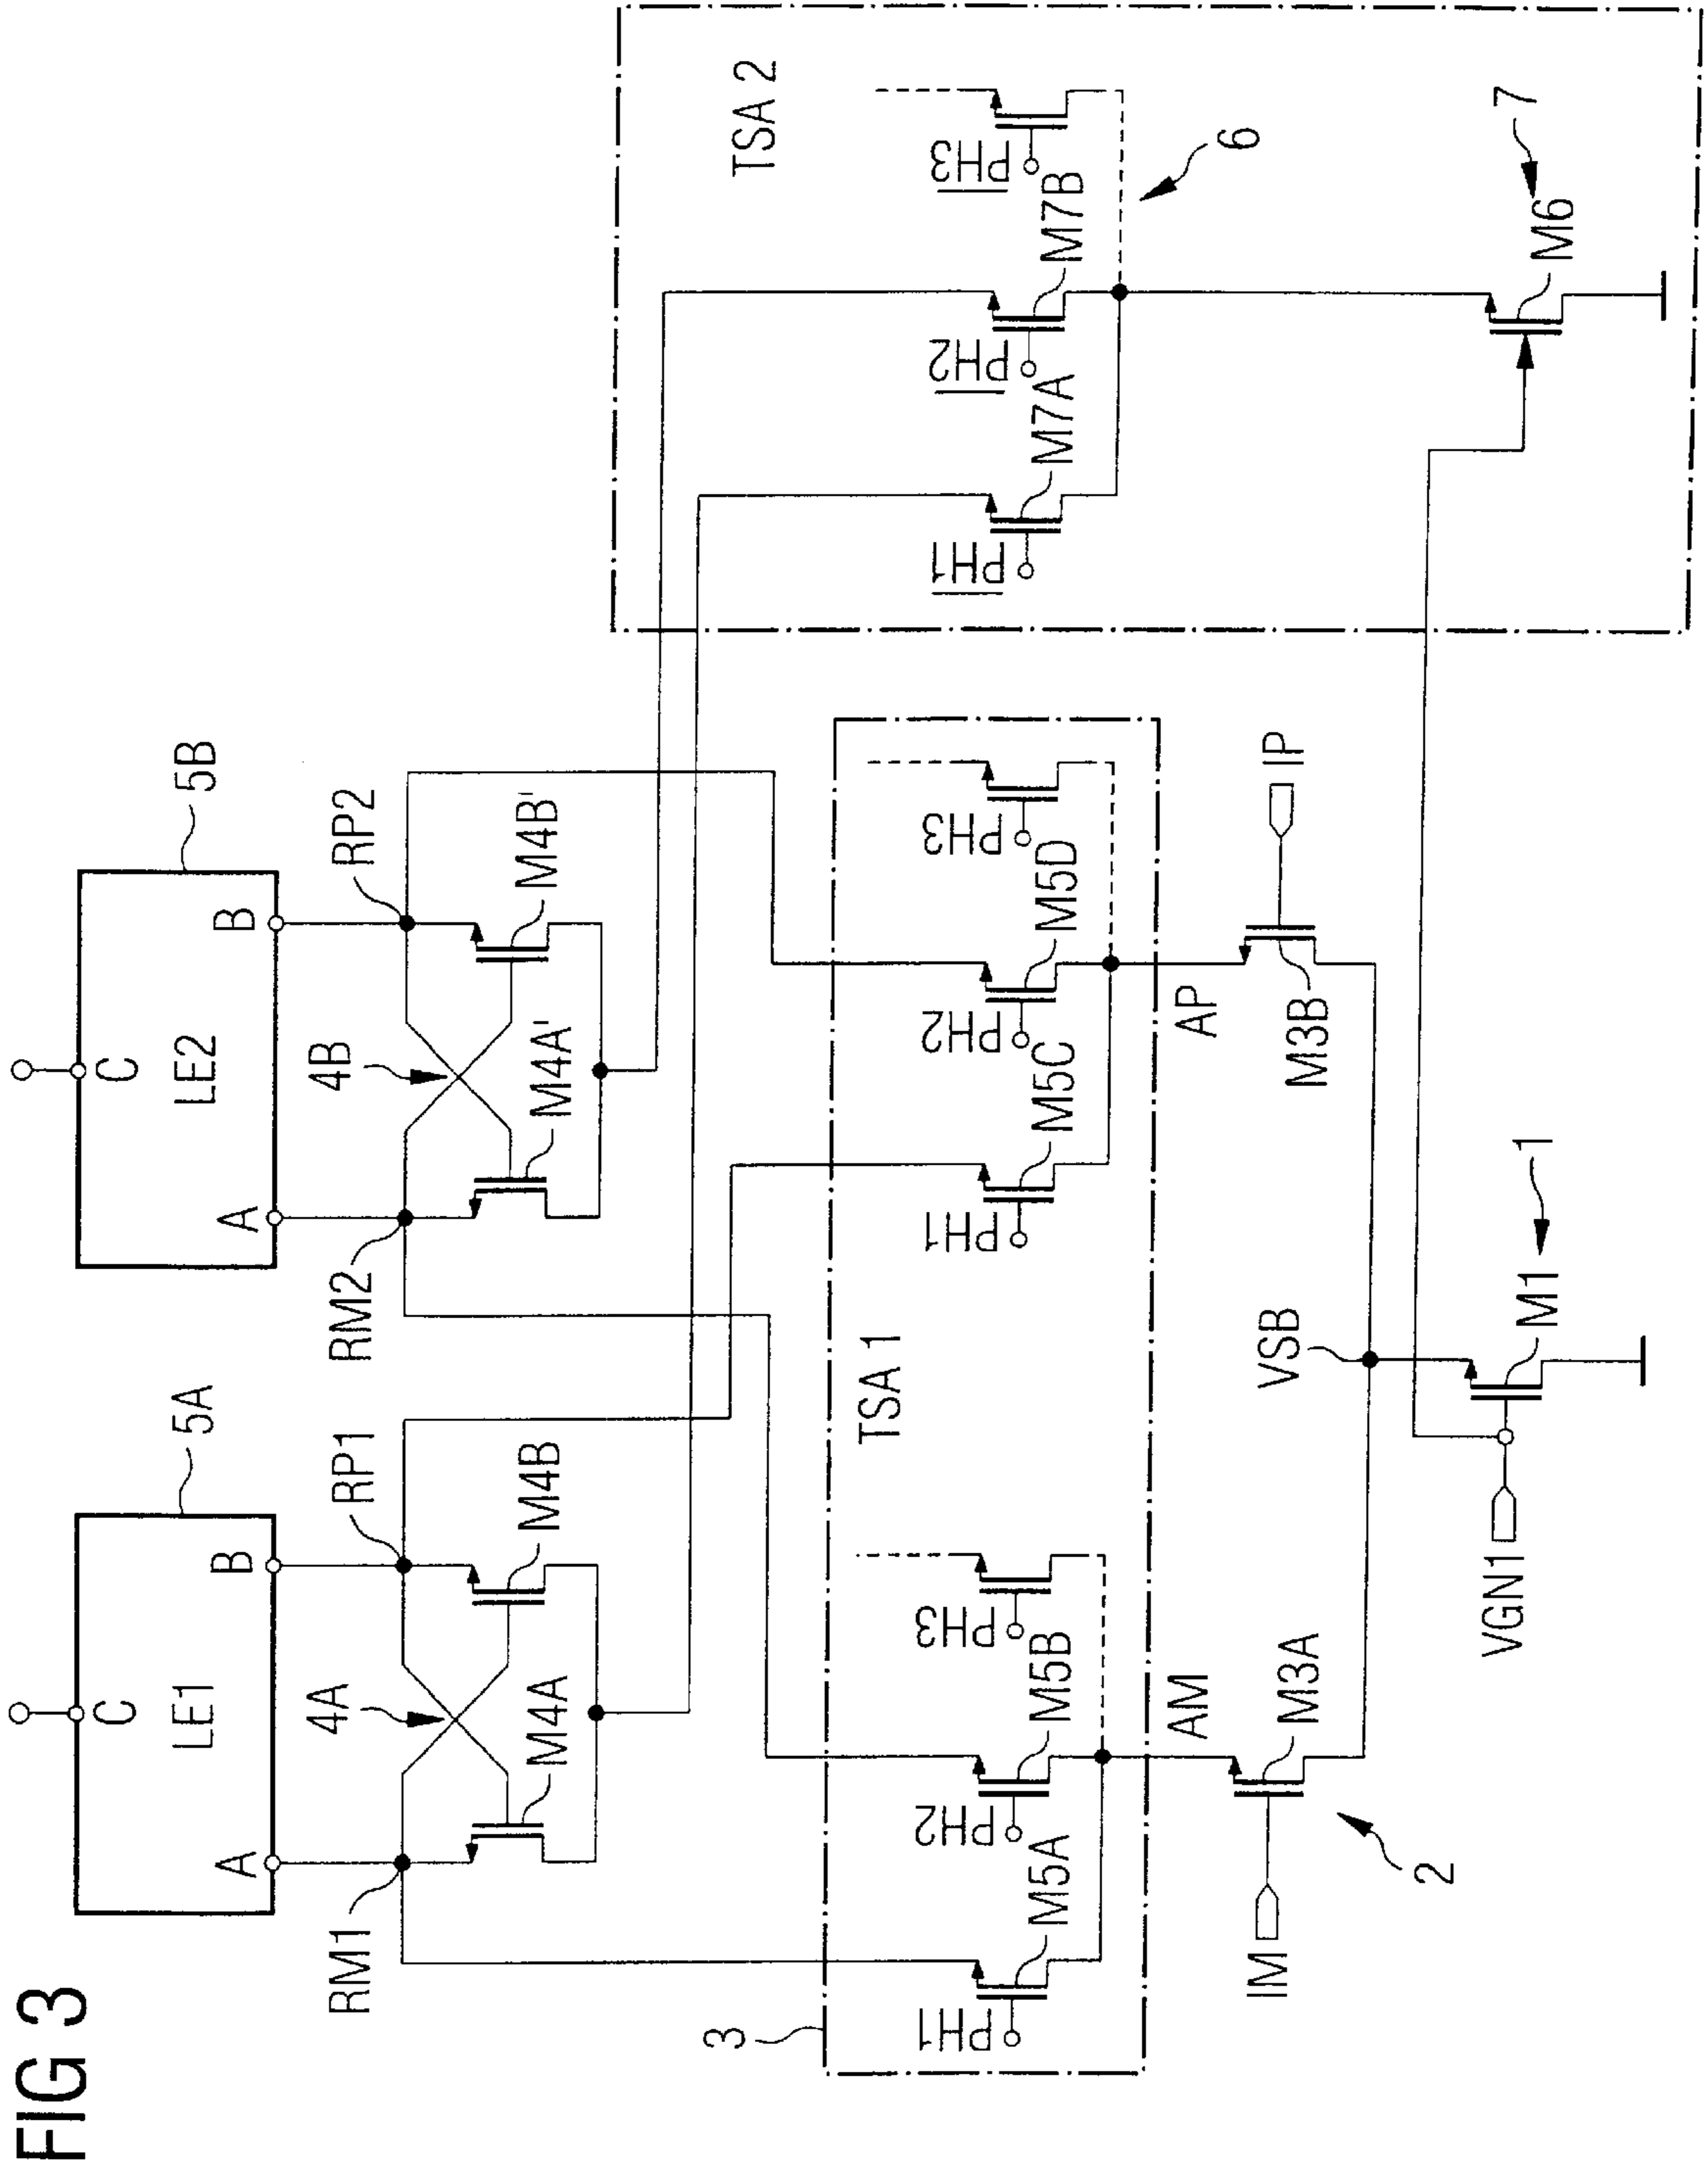 FIG 3
5A
5B
C
C
LE1
LE2
A
B
A
B
RM1
RP1
RM2
RP2
4A
4B
M4A
M4B
M4A'
M4B'
TSA 2
3
TSA 1
PH1
PH2
PH3
PH1
PH2
PH3
PH1
PH2
PH3
M5A
M5B
M5C
M5D
M7A
M7B
6
AM
AP
IM
M3A
M3B
IP
2
VSB
VGN1
M1
1
M6
7